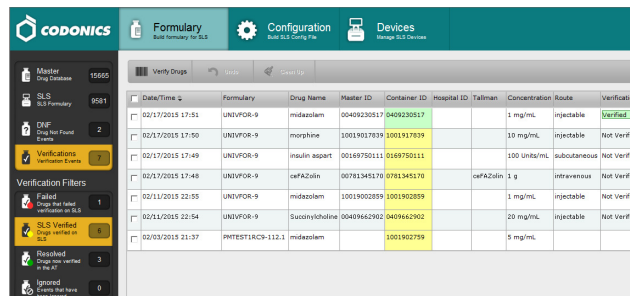 CODONICS
Formulary
Build formulary for SLS
Configuration
Build SLS Config File
Devices
Manage SLS Devices
Master
Drug Database
15665
SLS
SLS Formulary
9581
DNF
Drug Not Found
Events
2
Verifications
Verification Events
7
Verification Filters
Failed
Drugs that failed
verification on SLS
1
SLS Verified
Drugs verified on
SLS
6
Resolved
Drugs now verified
in the AT
3
Ignored
Events that have
0
Verify Drugs
Undo
Clean Up
Date/Time Formulary Drug Name Master ID Container ID Hospital ID Tallman Concentration Route Verificati
02/17/2015 17:51 UNIVFOR-9 midazolam 00409230517 0409230517 1 mg/mL injectable Verified
02/17/2015 17:50 UNIVFOR-9 morphine 10019017839 1001917839 10 mg/mL injectable Not Verif
02/17/2015 17:49 UNIVFOR-9 insulin aspart 00169750111 0169750111 100 Units/mL subcutaneous Not Verif
02/17/2015 17:48 UNIVFOR-9 cefAZolin 00781345170 0781345170 cefAZolin 1 g intravenous Not Verif
02/11/2015 22:55 UNIVFOR-9 midazolam 10019002859 1001902859 1 mg/mL injectable Not Verif
02/11/2015 22:54 UNIVFOR-9 Succinylcholine 00409662902 0409662902 20 mg/mL injectable Not Verif
02/03/2015 21:37 PMTEST1RC9-112.1 midazolam 1001902759 5 mg/mL Not Verif